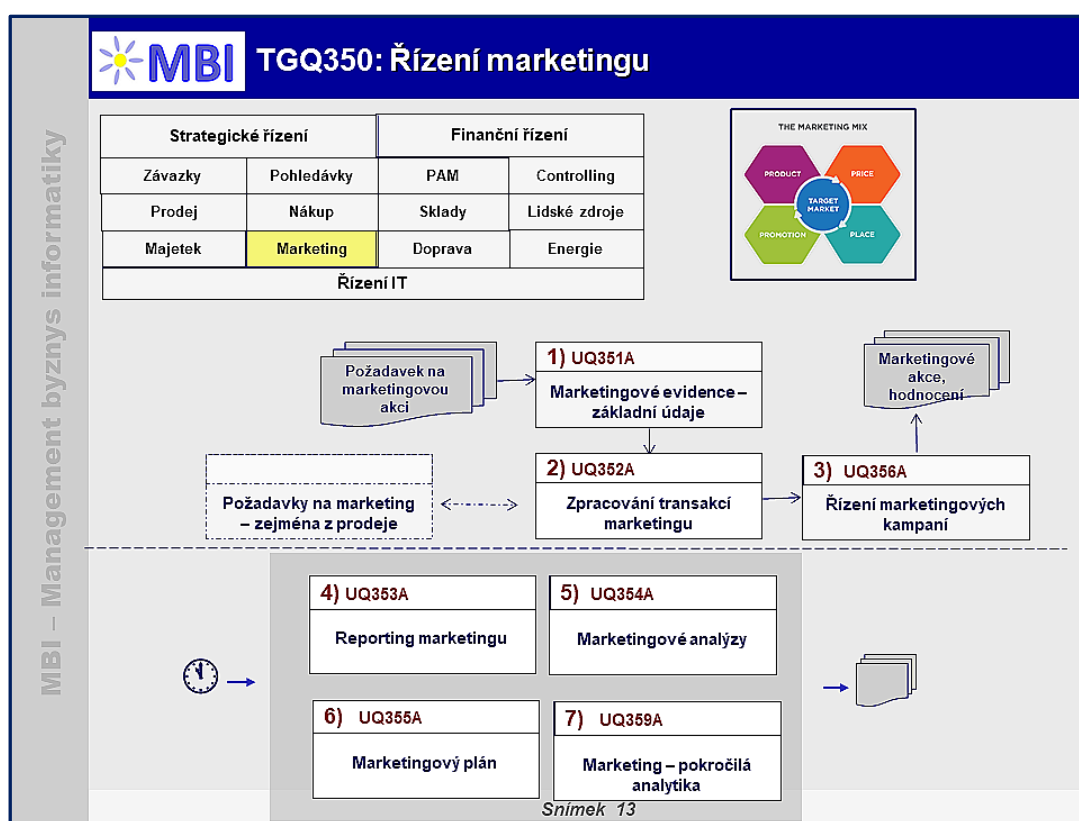 MBI
TGQ350: Řízení marketingu
MBI – Management byznys informatiky
Strategické řízení
Finanční řízení
Závazky
Pohledávky
PAM
Controlling
Prodej
Nákup
Sklady
Lidské zdroje
Majetek
Marketing
Doprava
Energie
Řízení IT
THE MARKETING MIX
PRODUCT
PRICE
TARGET
MARKET
PROMOTION
PLACE
Požadavek na
marketingovou
akci
1) UQ351A
Marketingové evidence –
základní údaje
Marketingové
akce,
hodnocení
Požadavky na marketing
– zejména z prodeje
2) UQ352A
Zpracování transakcí
marketingu
3) UQ356A
Řízení marketingových
kampaní
4) UQ353A
Reporting marketingu
5) UQ354A
Marketingové analýzy
6) UQ355A
Marketingový plán
7) UQ359A
Marketing – pokročilá
analytika
Snímek 13